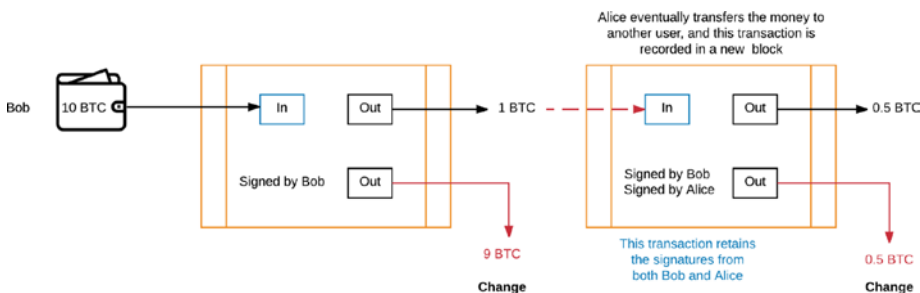 Alice eventually transfers the money to
another user, and this transaction is
recorded in a new block
Bob
10 BTC
In
Out
1 BTC
In
Out
0.5 BTC
Signed by Bob
Out
Signed by Bob
Signed by Alice
Out
9 BTC
Change
This transaction retains
the signatures from
both Bob and Alice
0.5 BTC
Change